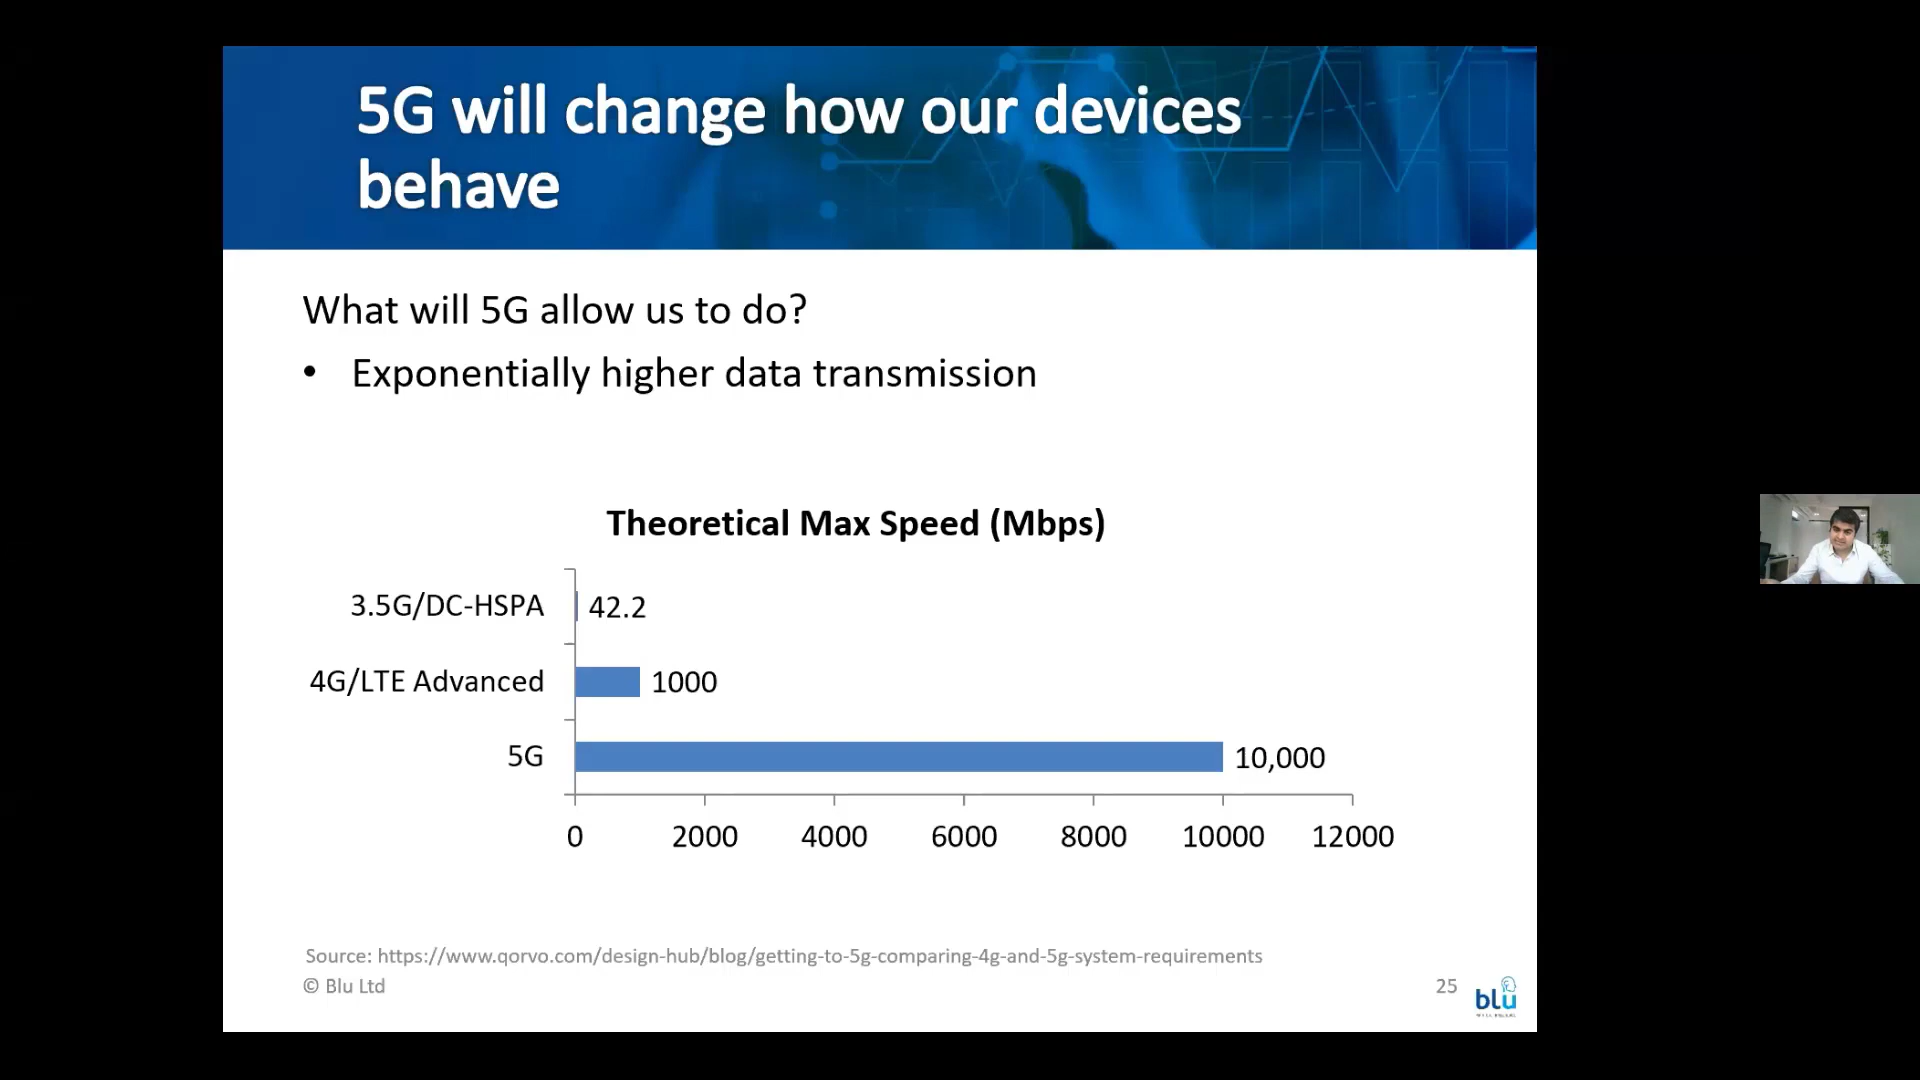 5G will change how our devices
behave
What will 5G allow us to do?
• Exponentially higher data transmission
Theoretical Max Speed (Mbps)
3.5G/DC-HSPA 42.2
4G/LTE Advanced 1000
5G 10,000
0 2000 4000 6000 8000 10000 12000
Source: https://www.qorvo.com/design-hub/blog/getting-to-5g-comparing-4g-and-5g-system-requirements
© Blu Ltd
25
blu